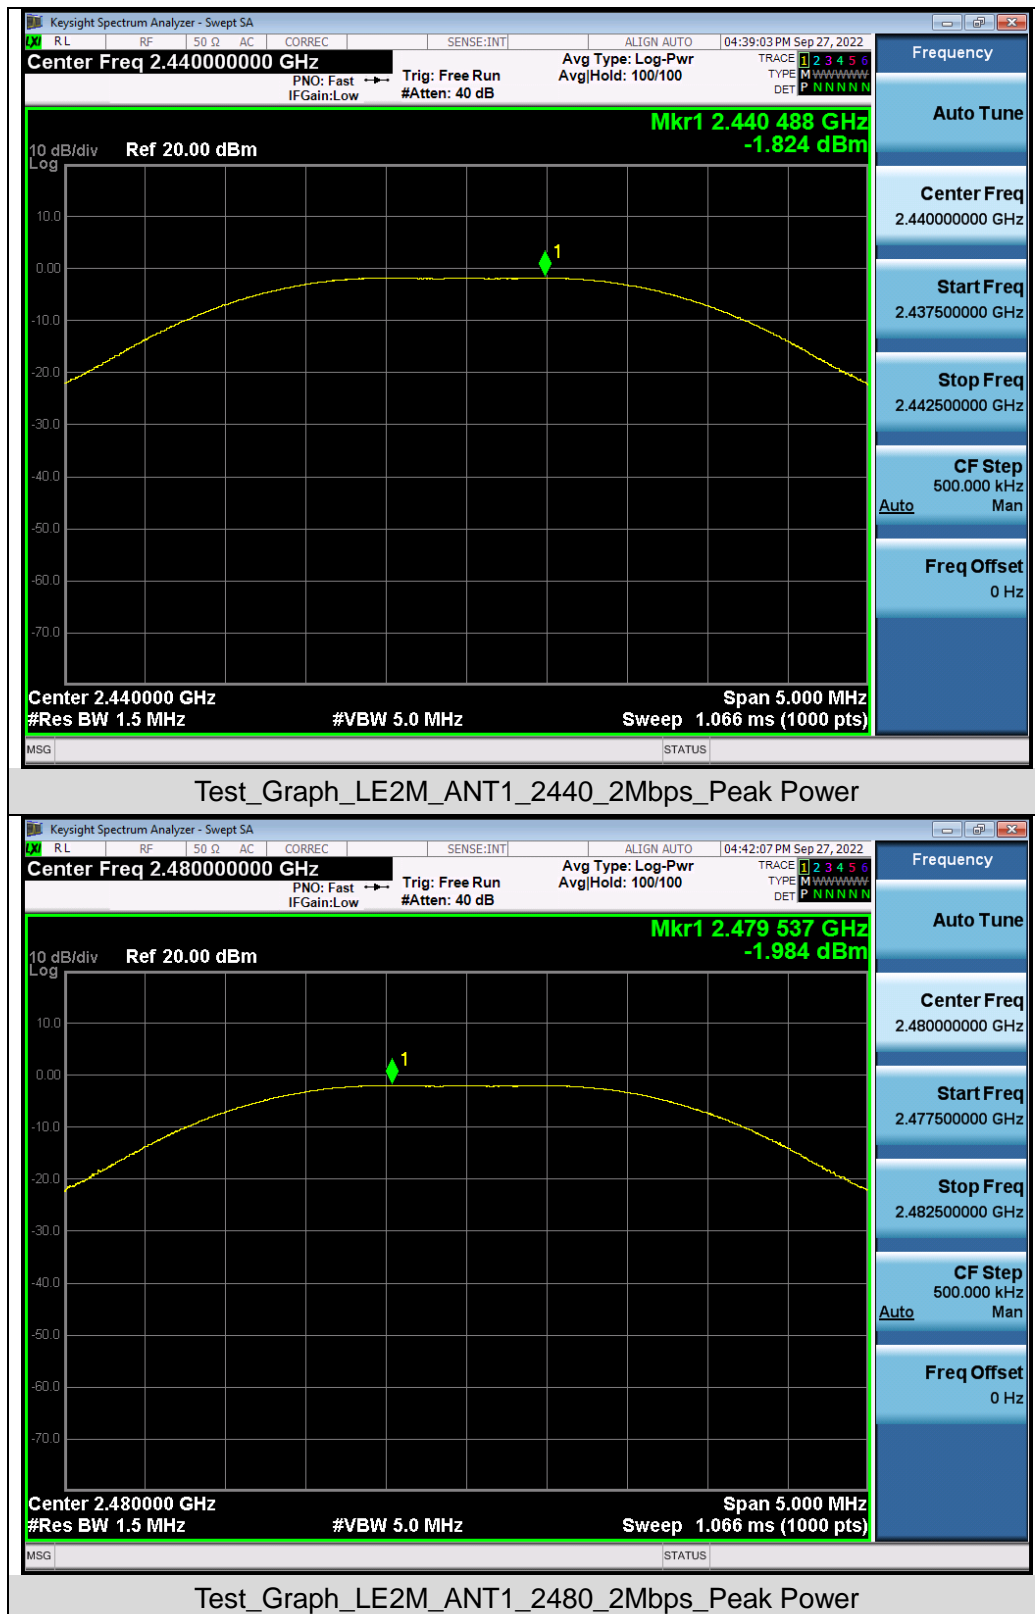 Keysight Spectrum Analyzer - Swept SA
LXI RL RF 50 Ω AC CORREC SENSE:INT ALIGN AUTO 04:39:03 PM Sep 27, 2022
Center Freq 2.440000000 GHz
PNO: Fast
IFGain:Low
Trig: Free Run
#Atten: 40 dB
Avg Type: Log-Pwr
Avg|Hold: 100/100
TRACE 1 2 3 4 5 6
TYPE M WWWWW
DET P N N N N N
Mkr1 2.440 488 GHz
-1.824 dBm
10 dB/div Ref 20.00 dBm
Log
10.0
0.00
-10.0
-20.0
-30.0
-40.0
-50.0
-60.0
-70.0
1
Center 2.440000 GHz Span 5.000 MHz
#Res BW 1.5 MHz #VBW 5.0 MHz Sweep 1.066 ms (1000 pts)
MSG STATUS
Frequency
Auto Tune
Center Freq
2.440000000 GHz
Start Freq
2.437500000 GHz
Stop Freq
2.442500000 GHz
CF Step
500.000 kHz
Auto Man
Freq Offset
0 Hz
Test_Graph_LE2M_ANT1_2440_2Mbps_Peak Power
Keysight Spectrum Analyzer - Swept SA
LXI RL RF 50 Ω AC CORREC SENSE:INT ALIGN AUTO 04:42:07 PM Sep 27, 2022
Center Freq 2.480000000 GHz
PNO: Fast
IFGain:Low
Trig: Free Run
#Atten: 40 dB
Avg Type: Log-Pwr
Avg|Hold: 100/100
TRACE 1 2 3 4 5 6
TYPE M WWWWW
DET P N N N N N
Mkr1 2.479 537 GHz
-1.984 dBm
10 dB/div Ref 20.00 dBm
Log
10.0
0.00
-10.0
-20.0
-30.0
-40.0
-50.0
-60.0
-70.0
1
Center 2.480000 GHz Span 5.000 MHz
#Res BW 1.5 MHz #VBW 5.0 MHz Sweep 1.066 ms (1000 pts)
MSG STATUS
Frequency
Auto Tune
Center Freq
2.480000000 GHz
Start Freq
2.477500000 GHz
Stop Freq
2.482500000 GHz
CF Step
500.000 kHz
Auto Man
Freq Offset
0 Hz
Test_Graph_LE2M_ANT1_2480_2Mbps_Peak Power